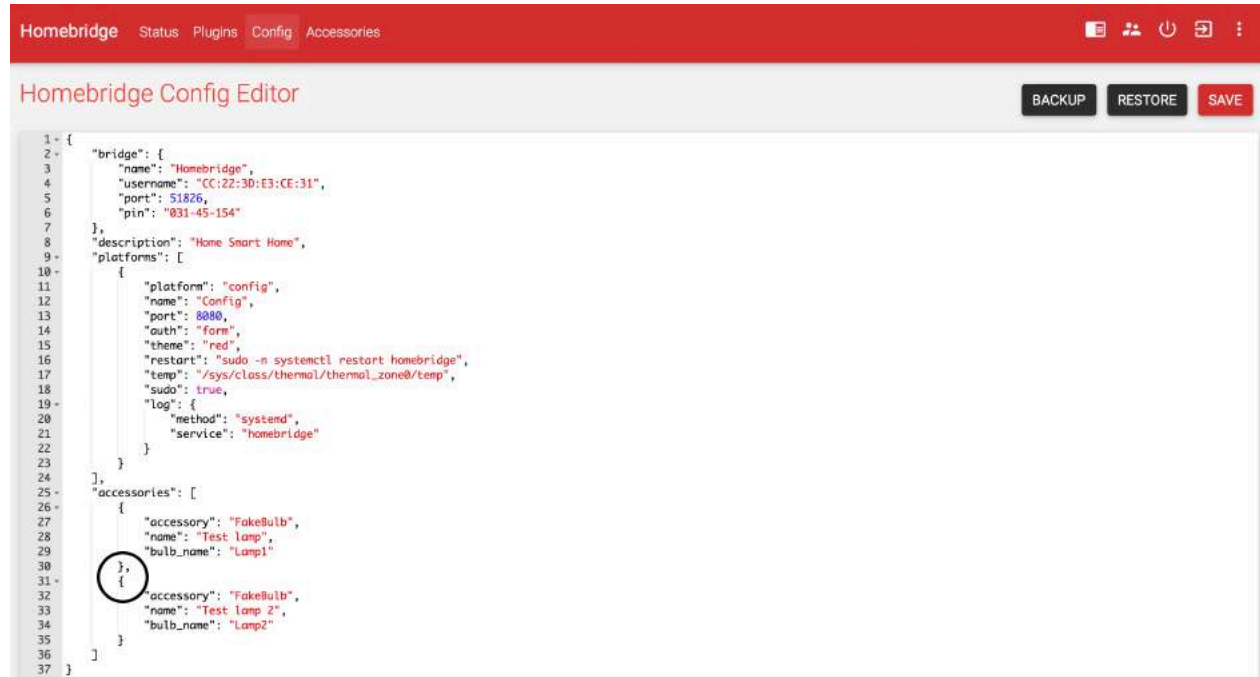 Homebridge Status Plugins Config Accessories
Homebridge Config Editor
BACKUP RESTORE SAVE
1 {
2 "bridge": {
3 "name": "Homebridge",
4 "username": "CC:22:3D:E3:CE:31",
5 "port": 51826,
6 "pin": "031-45-154"
7 },
8 "description": "Home Smart Home",
9 "platforms": [
10 {
11 "platform": "config",
12 "name": "Config",
13 "port": 8080,
14 "auth": "form",
15 "theme": "red",
16 "restart": "sudo -n systemctl restart homebridge",
17 "temp": "/sys/class/thermal/thermal_zone0/temp",
18 "sudo": true,
19 "log": {
20 "method": "systemd",
21 "service": "homebridge"
22 }
23 }
24 ],
25 "accessories": [
26 {
27 "accessory": "FakeBulb",
28 "name": "Test lamp",
29 "bulb_name": "Lamp1"
30 },
31 {
32 "accessory": "FakeBulb",
33 "name": "Test lamp 2",
34 "bulb_name": "Lamp2"
35 }
36 ]
37 }